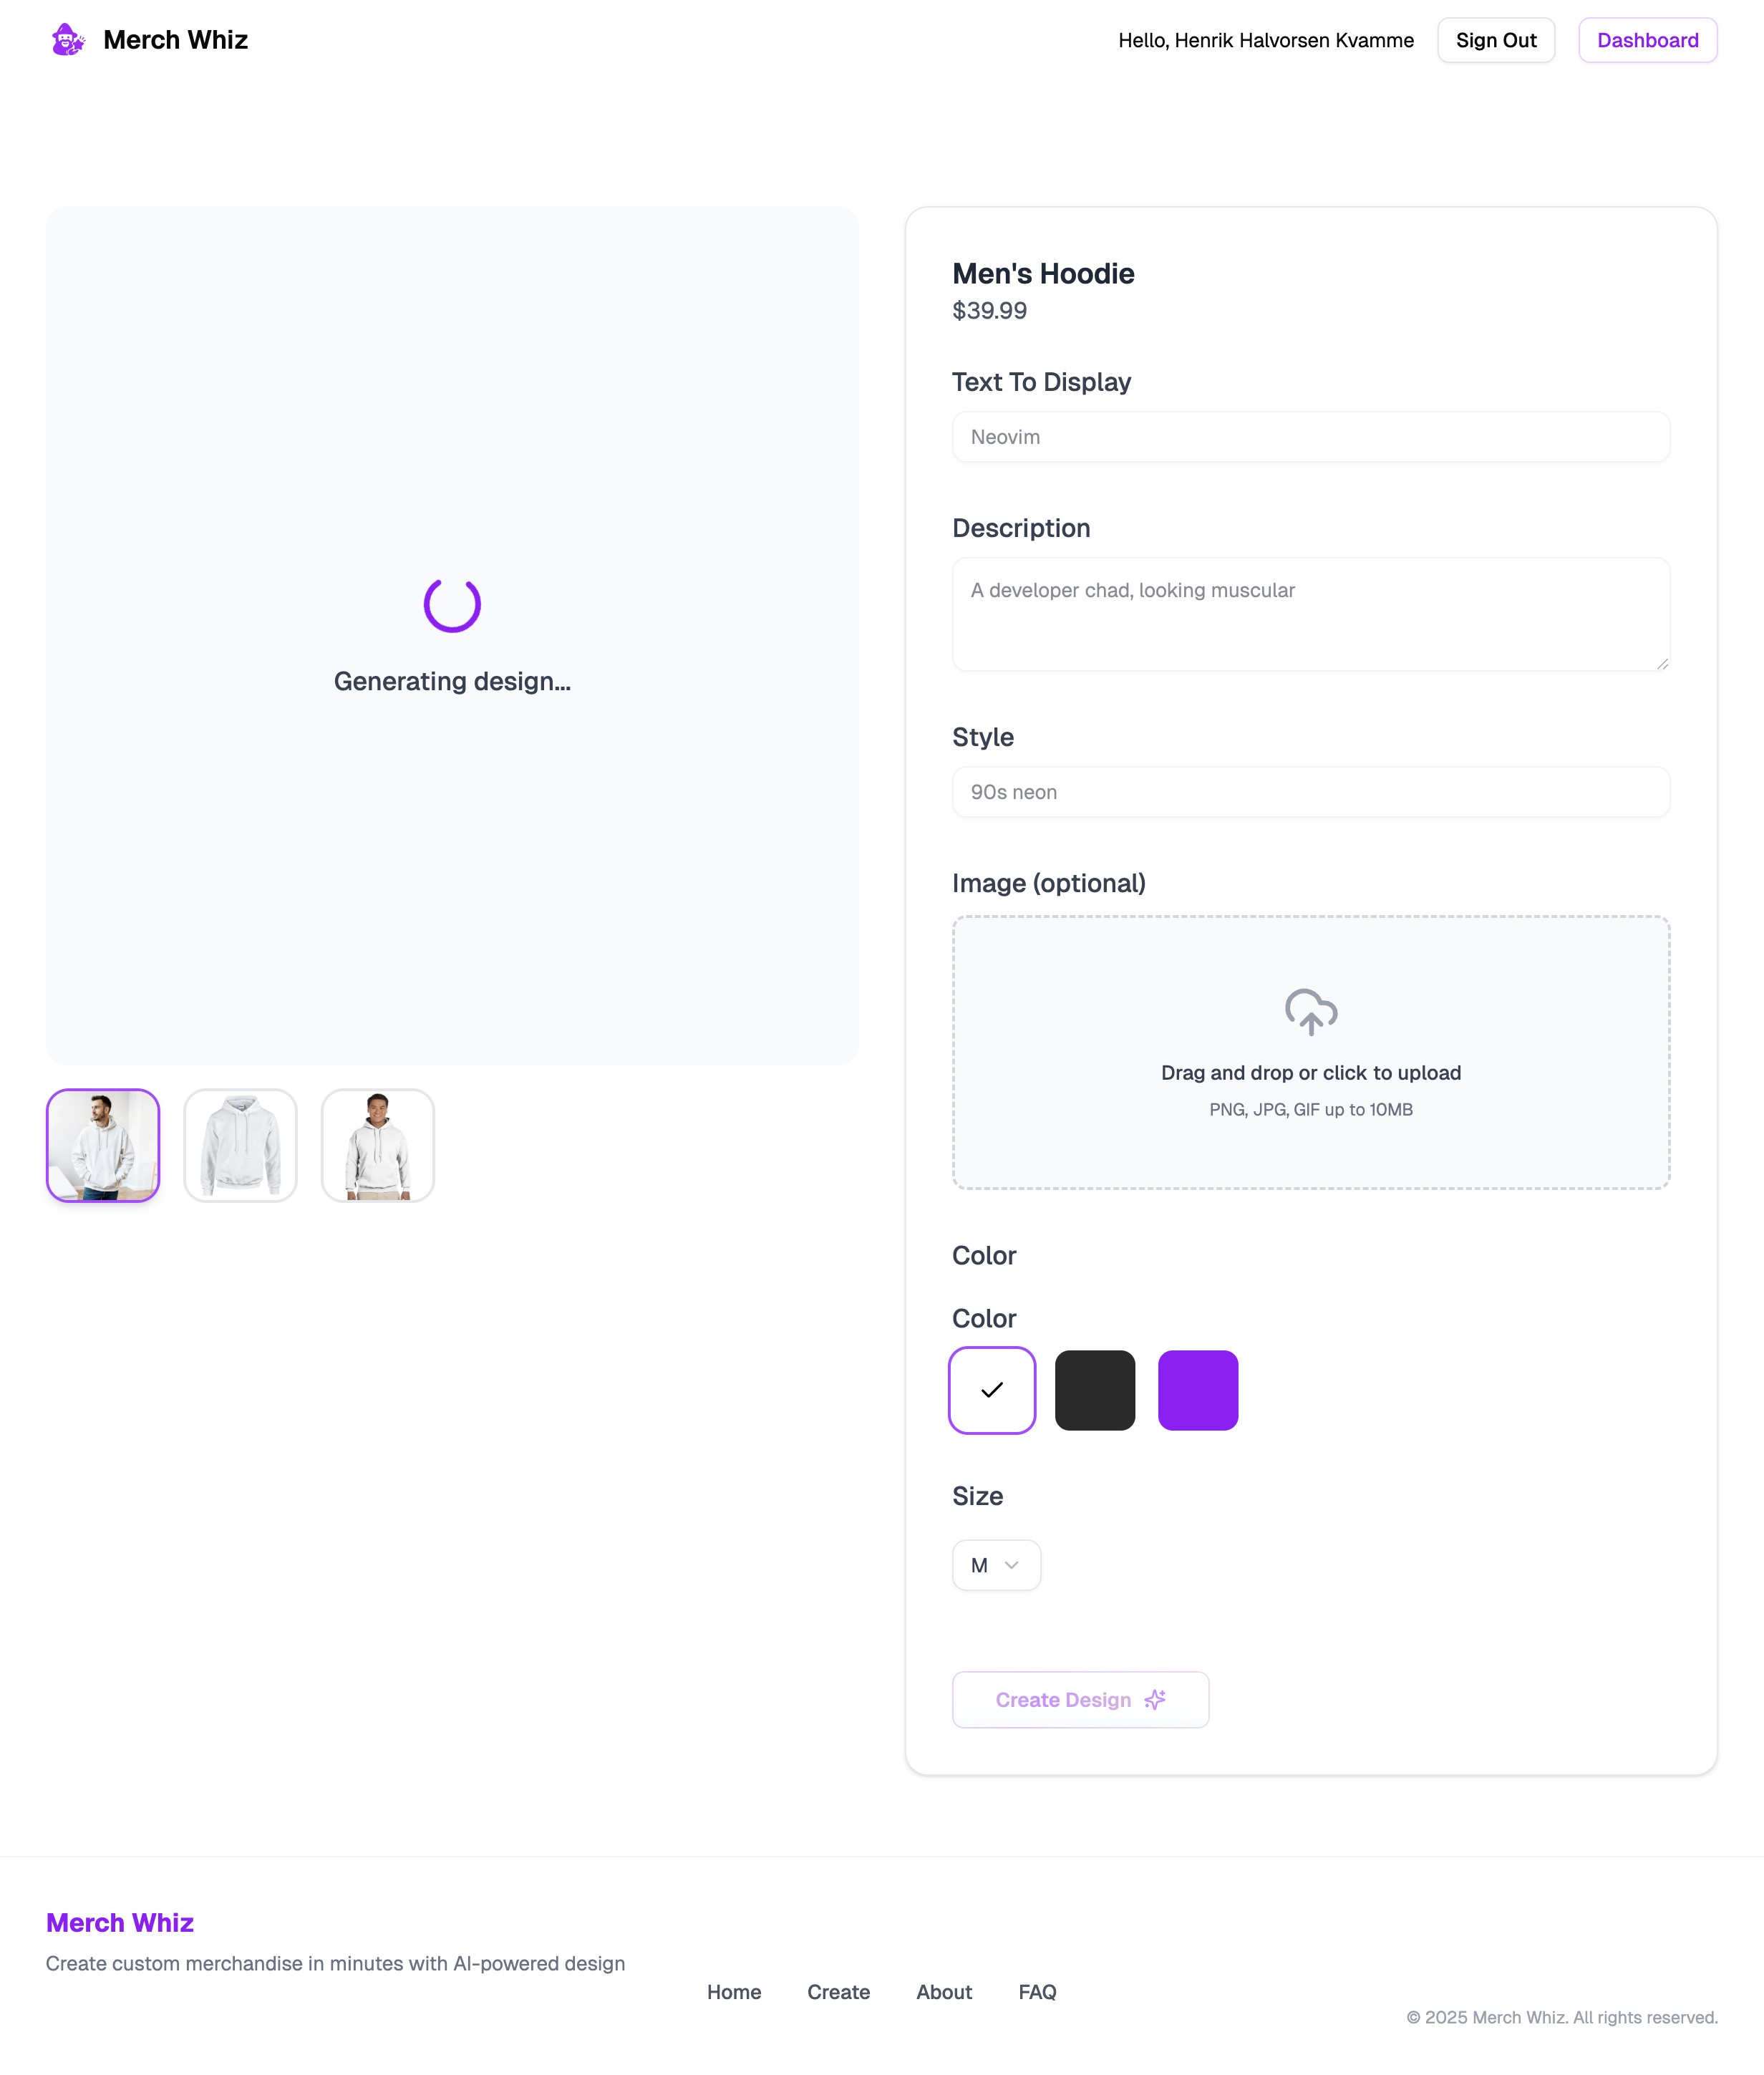 Merch Whiz
Hello, Henrik Halvorsen Kvamme
Sign Out
Dashboard
Generating design...
Men's Hoodie
$39.99
Text To Display
Neovim
Description
A developer chad, looking muscular
Style
90s neon
Image (optional)
Drag and drop or click to upload
PNG, JPG, GIF up to 10MB
Color
Color
Size
M
Create Design
Merch Whiz
Create custom merchandise in minutes with AI-powered design
Home
Create
About
FAQ
© 2025 Merch Whiz. All rights reserved.